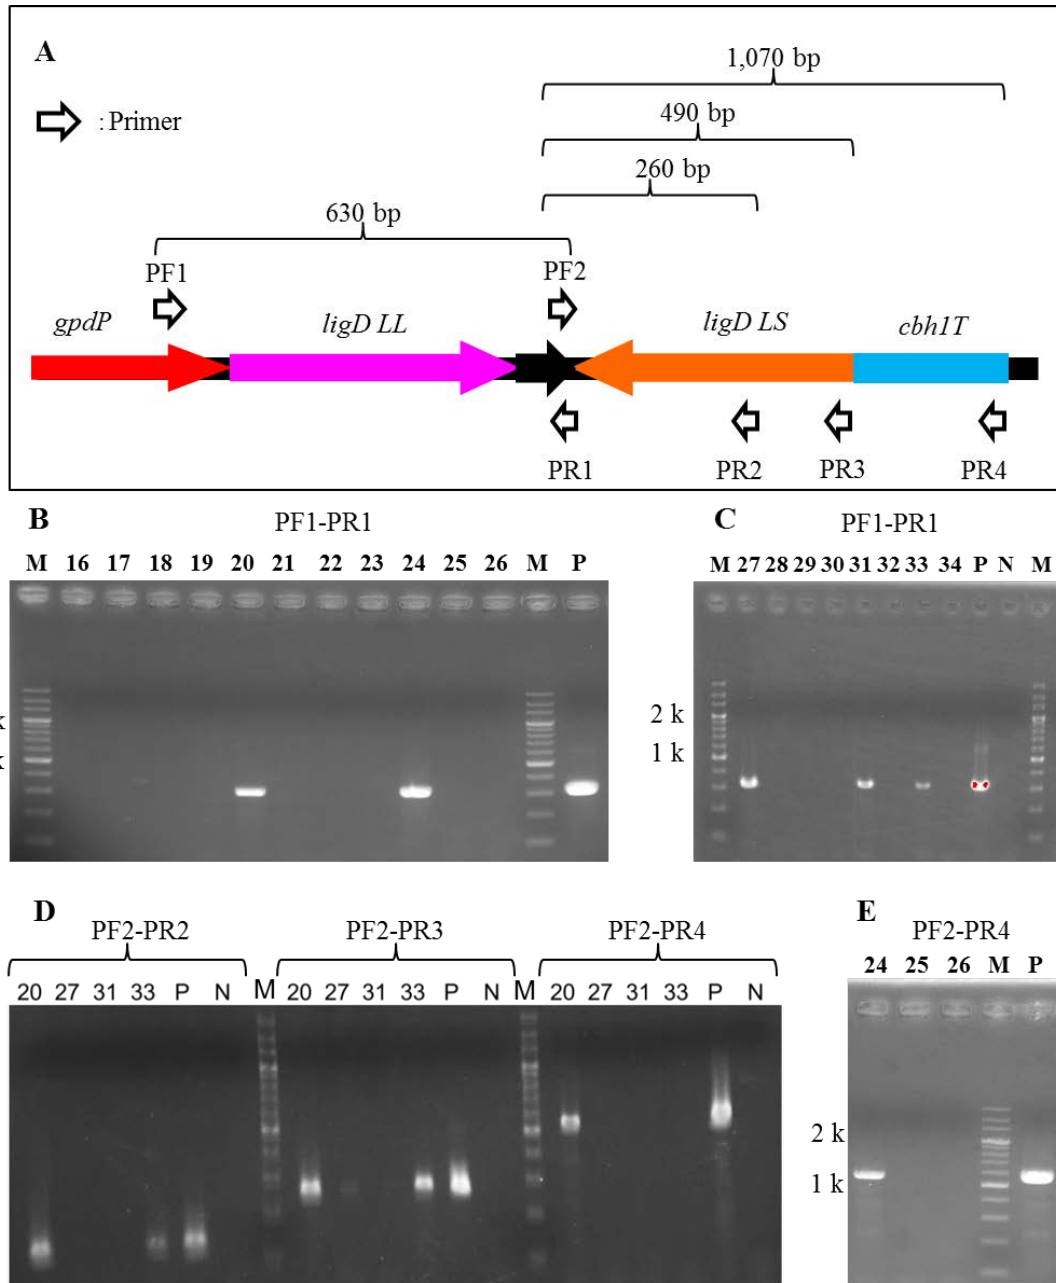 A
: Primer
1,070 bp
490 bp
260 bp
630 bp
PF1
PF2
gpdP
ligD LL
ligD LS
cbh1T
PR1
PR2
PR3
PR4
B
PF1-PR1
M 16 17 18 19 20 21 22 23 24 25 26 M P
k
k
C
PF1-PR1
M 27 28 29 30 31 32 33 34 P N M
2 k
1 k
D
PF2-PR2
PF2-PR3
PF2-PR4
20 27 31 33 P N M 20 27 31 33 P N M 20 27 31 33 P N
E
PF2-PR4
24 25 26 M P
2 k
1 k